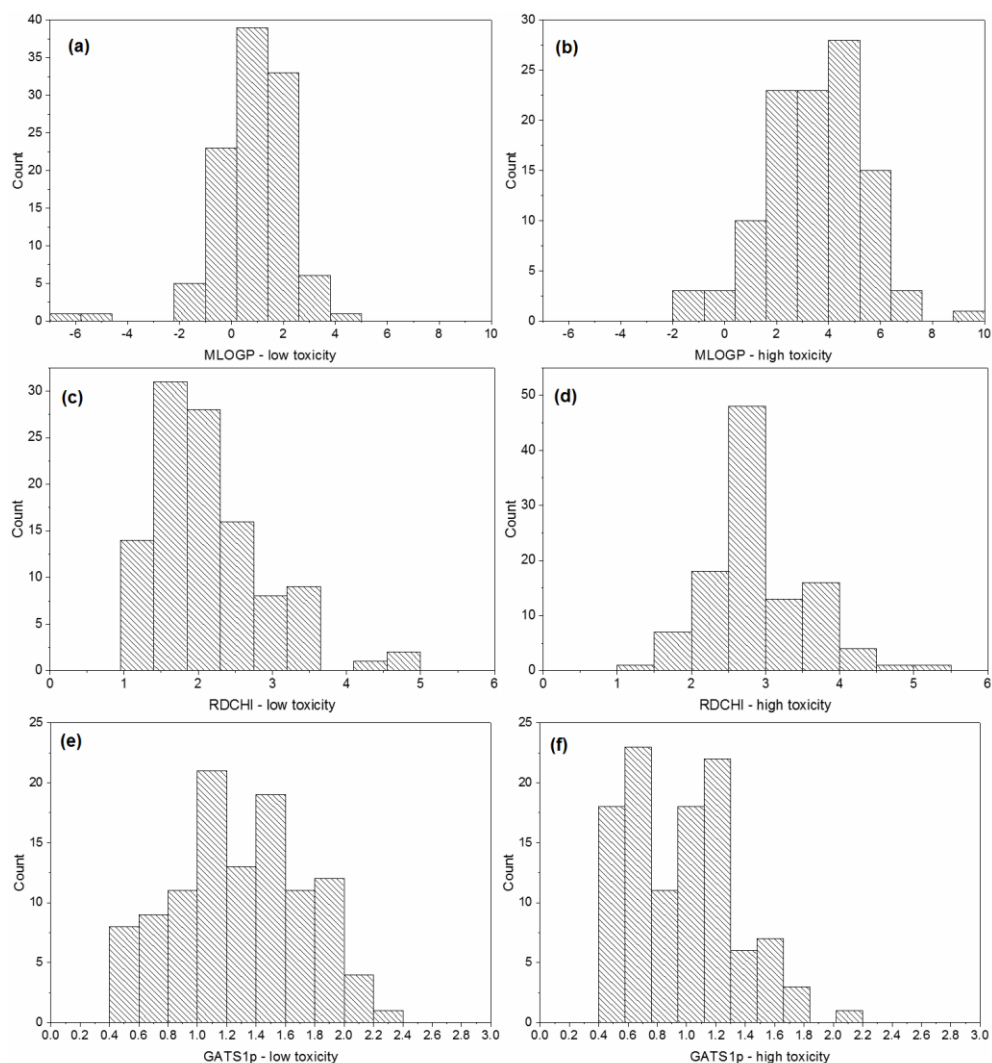 (a)
Count
40
35
30
25
20
15
10
5
0
-6 -4 -2 0 2 4 6 8 10
MLOGP - low toxicity
(b)
Count
30
25
20
15
10
5
0
-6 -4 -2 0 2 4 6 8 10
MLOGP - high toxicity
(c)
Count
30
25
20
15
10
5
0
0 1 2 3 4 5 6
RDCHI - low toxicity
(d)
Count
50
40
30
20
10
0
0 1 2 3 4 5 6
RDCHI - high toxicity
(e)
Count
25
20
15
10
5
0
0.0 0.2 0.4 0.6 0.8 1.0 1.2 1.4 1.6 1.8 2.0 2.2 2.4 2.6 2.8 3.0
GATS1p - low toxicity
(f)
Count
25
20
15
10
5
0
0.0 0.2 0.4 0.6 0.8 1.0 1.2 1.4 1.6 1.8 2.0 2.2 2.4 2.6 2.8 3.0
GATS1p - high toxicity